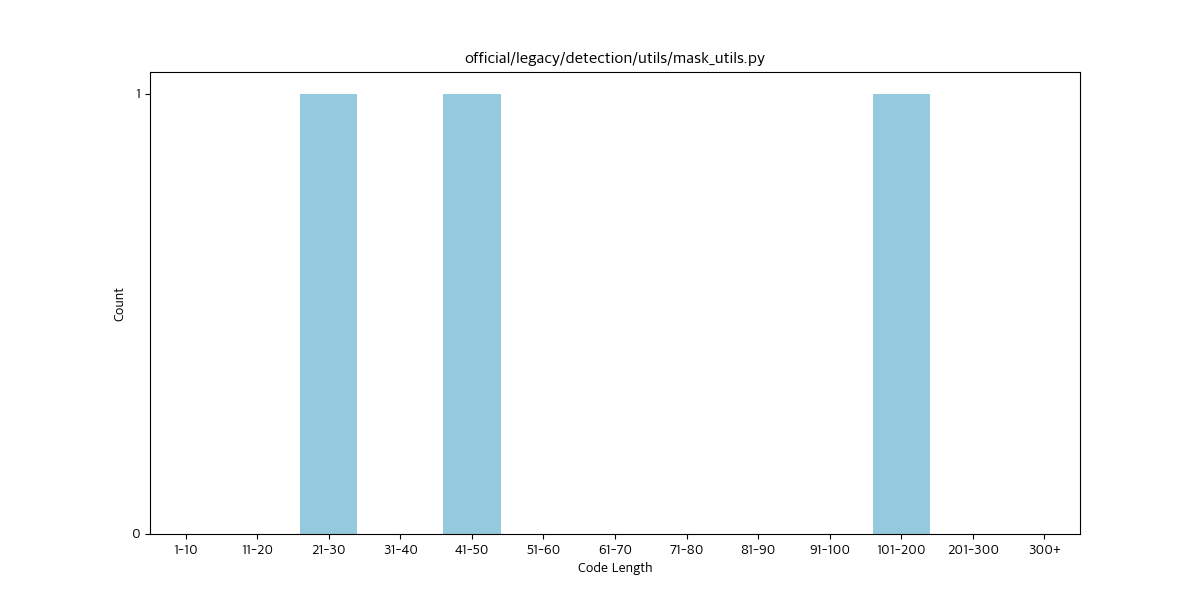 official/legacy/detection/utils/mask_utils.py
1
Count
0
1-10 11-20 21-30 31-40 41-50 51-60 61-70 71-80 81-90 91-100 101-200 201-300 300+
Code Length